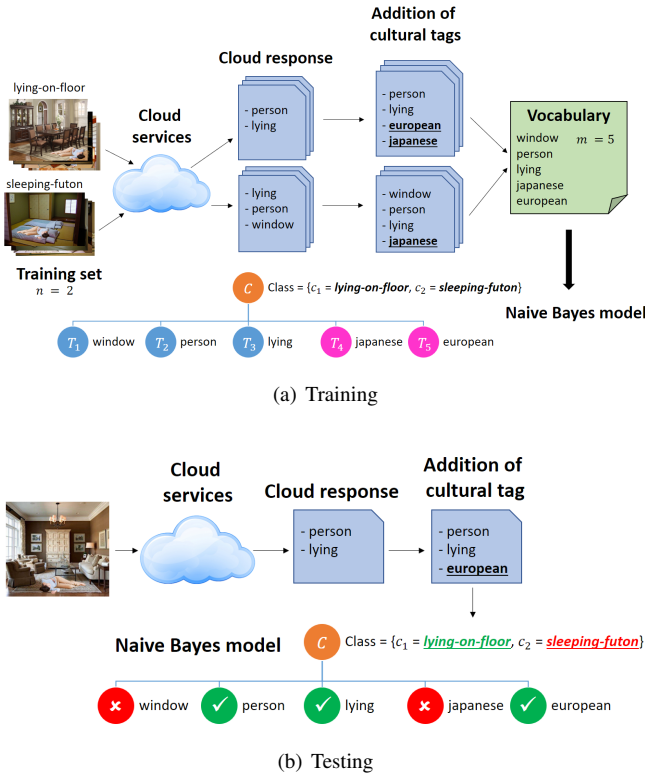 Addition of
cultural tags
Cloud response
lying-on-floor
Cloud
services
- person
- lying
- person
- lying
- european
- japanese
Vocabulary
window m = 5
person
lying
japanese
european
sleeping-futon
- lying
- person
- window
- window
- person
- lying
- japanese
Training set
n = 2
C Class = {c1 = lying-on-floor, c2 = sleeping-futon}
Naive Bayes model
T1 window T2 person T3 lying T4 japanese T5 european
(a) Training
Cloud
services
Cloud response
Addition of
cultural tag
- person
- lying
- person
- lying
- european
Naive Bayes model
C Class = {c1 = lying-on-floor, c2 = sleeping-futon}
window person lying japanese european
(b) Testing